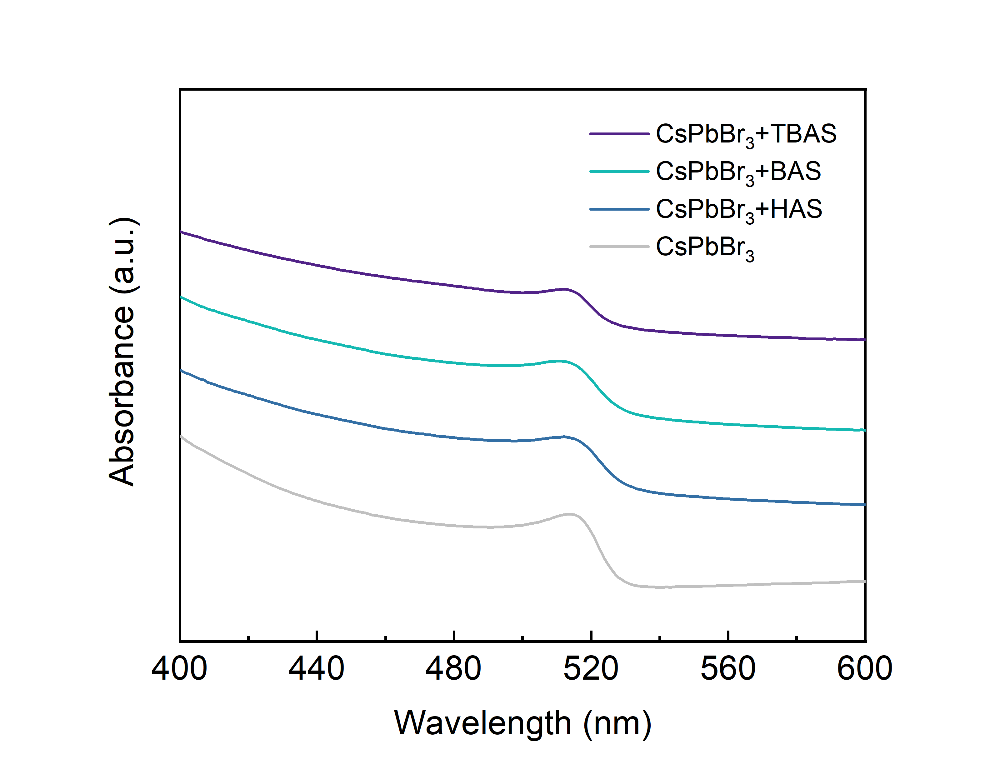 CsPbBr₃+TBAS
CsPbBr₃+BAS
CsPbBr₃+HAS
CsPbBr₃
Absorbance (a.u.)
400 440 480 520 560 600
Wavelength (nm)